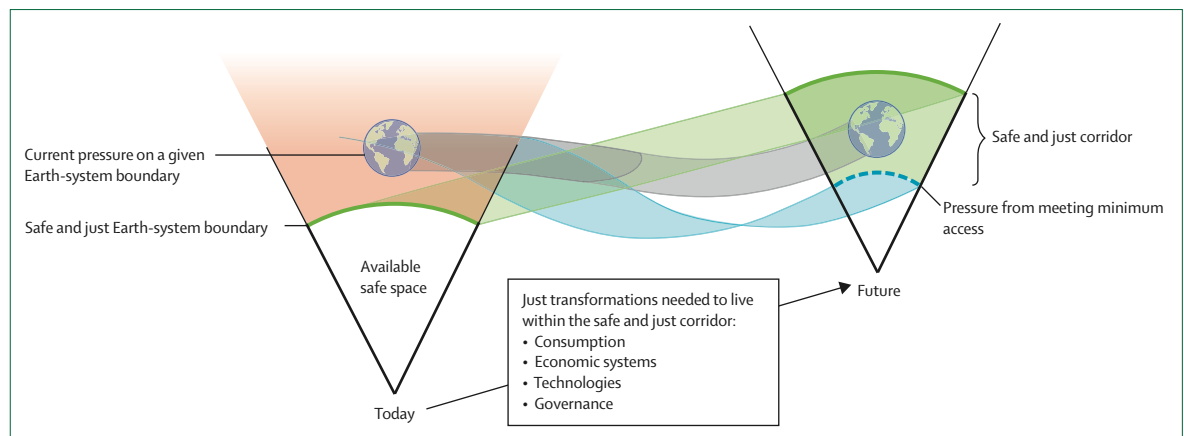 Current pressure on a given
Earth-system boundary
Safe and just Earth-system boundary
Available
safe space
Today
Just transformations needed to live
within the safe and just corridor:
• Consumption
• Economic systems
• Technologies
• Governance
Future
Safe and just corridor
Pressure from meeting minimum
access